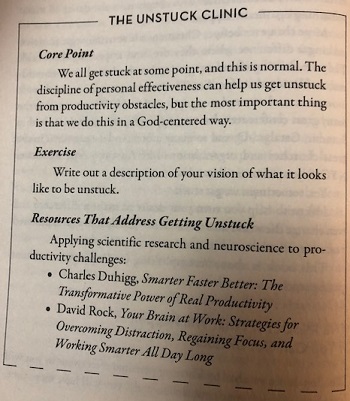 THE UNSTUCK CLINIC
Core Point
We all get stuck at some point, and this is normal. The
discipline of personal effectiveness can help us get unstuck
from productivity obstacles, but the most important thing
is that we do this in a God-centered way.
Exercise
Write out a description of your vision of what it looks
like to be unstuck.
Resources That Address Getting Unstuck
Applying scientific research and neuroscience to pro-
ductivity challenges:
• Charles Duhigg, Smarter Faster Better: The
Transformative Power of Real Productivity
• David Rock, Your Brain at Work: Strategies for
Overcoming Distraction, Regaining Focus, and
Working Smarter All Day Long